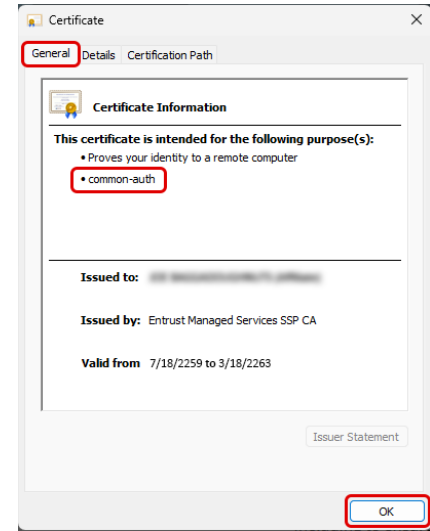 Certificate
General Details Certification Path
Certificate Information
This certificate is intended for the following purpose(s):
• Proves your identity to a remote computer
• common-auth
Issued to:
Issued by: Entrust Managed Services SSP CA
Valid from 7/18/2259 to 3/18/2263
Issuer Statement
OK